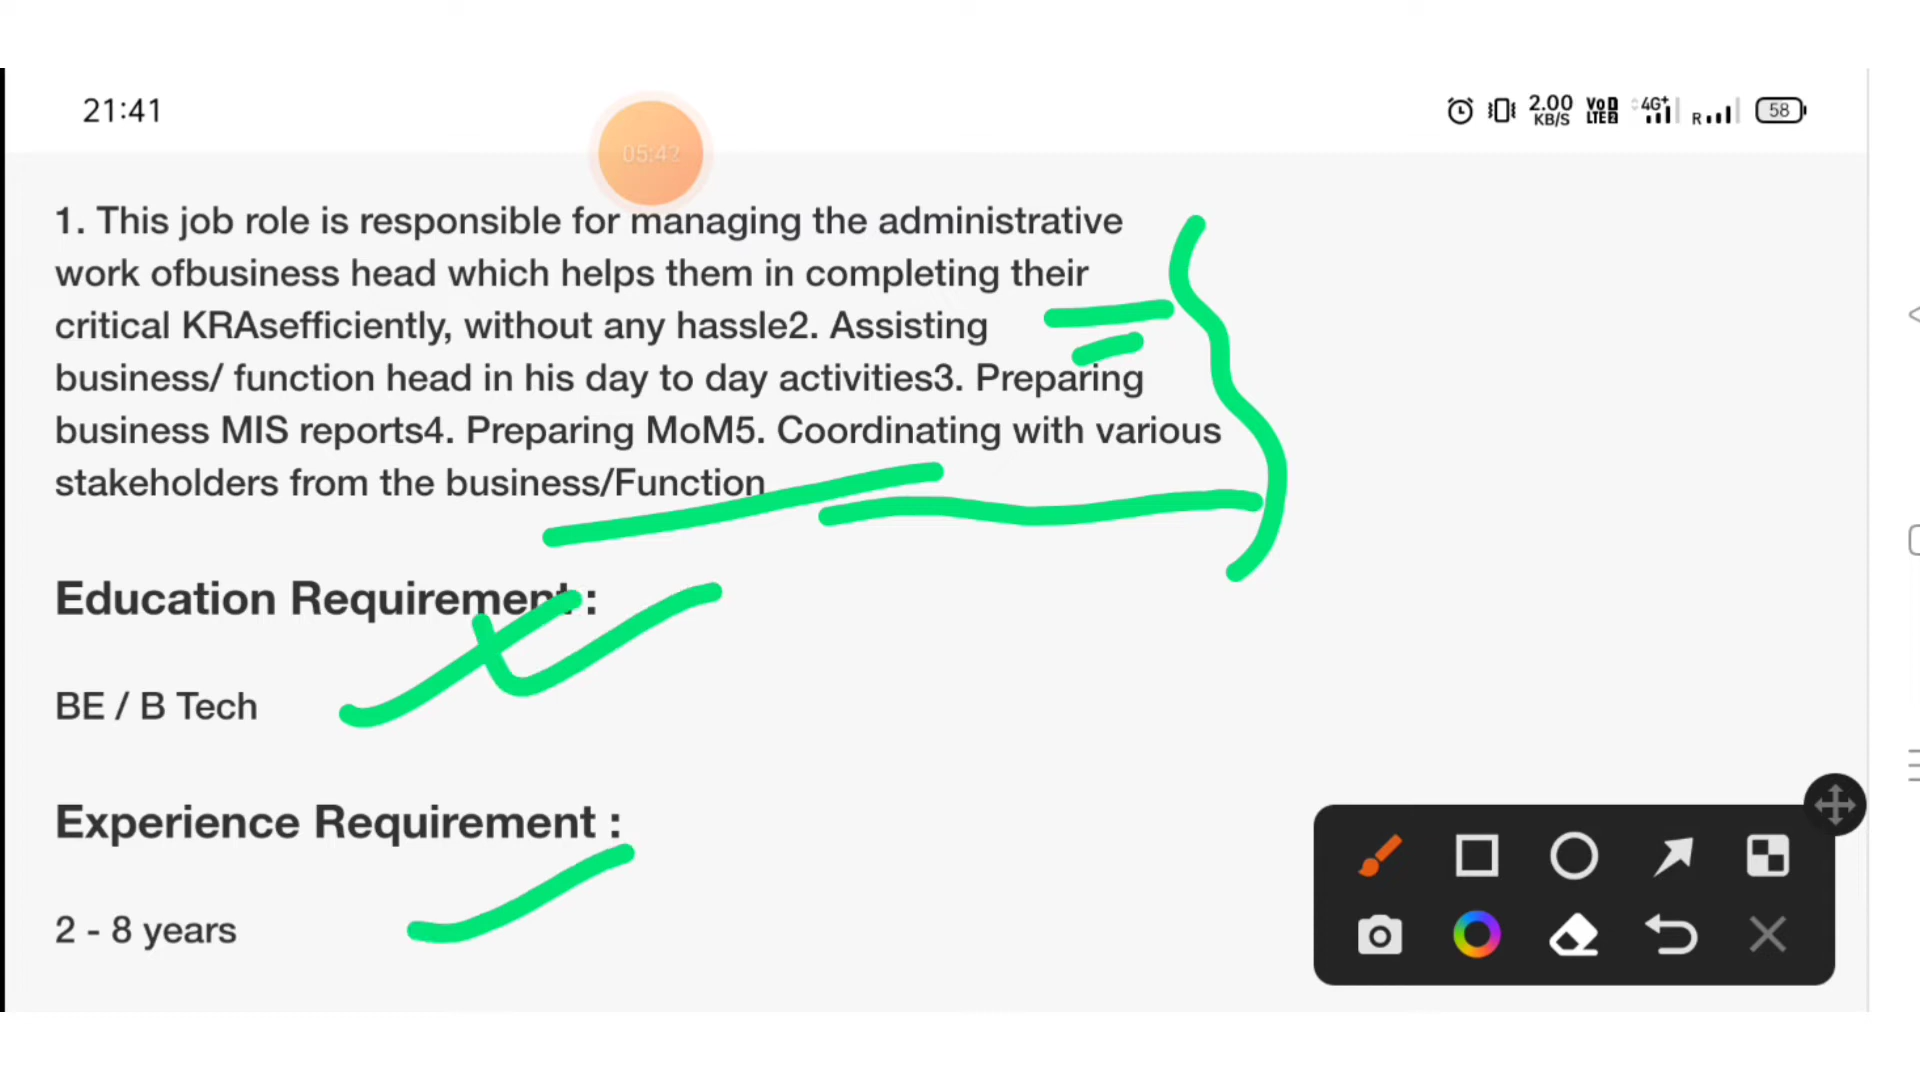 21:41
2.00
KB/S
VoD
LTE2
4G+
R
58
05:42
1. This job role is responsible for managing the administrative
work ofbusiness head which helps them in completing their
critical KRAsefficiently, without any hassle2. Assisting
business/ function head in his day to day activities3. Preparing
business MIS reports4. Preparing MoM5. Coordinating with various
stakeholders from the business/Function
Education Requirement :
BE / B Tech
Experience Requirement :
2 - 8 years